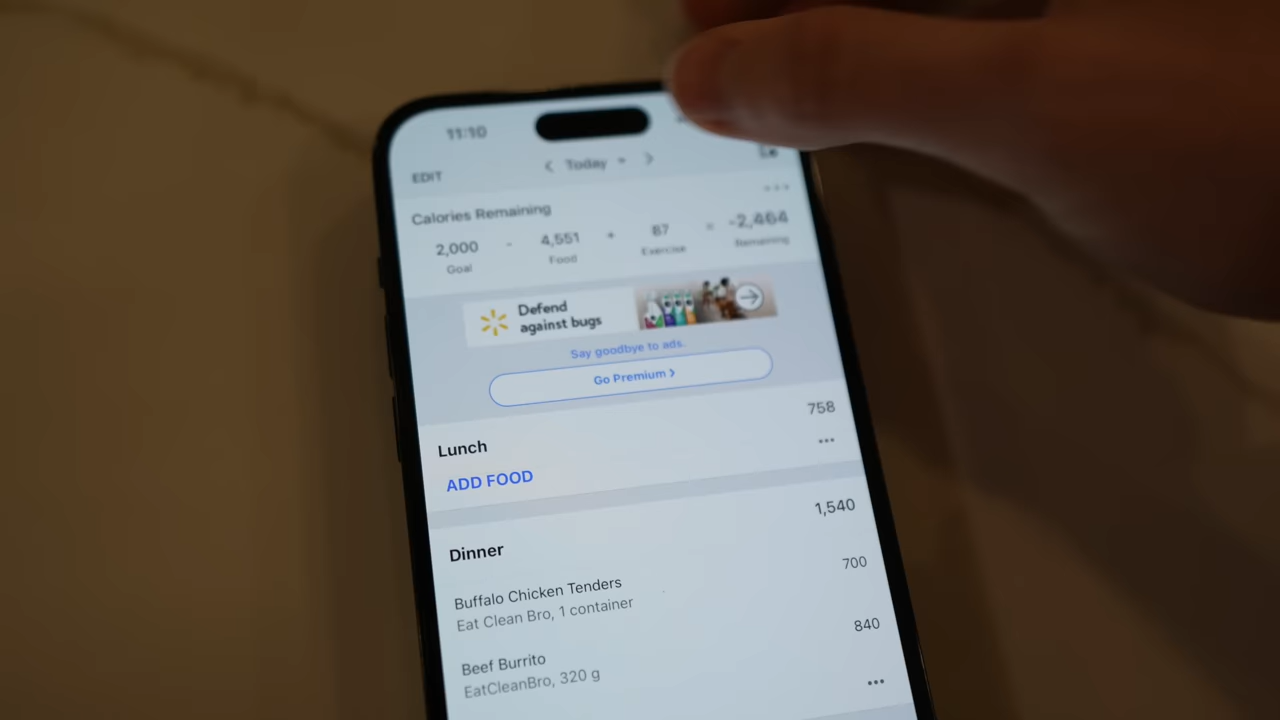 11:10
EDIT
Today
Calories Remaining
2,000 - 4,551 + 87 = -2,464
Goal Food Exercise Remaining
Defend
against bugs
Say goodbye to ads.
Go Premium
Lunch 758
ADD FOOD
Dinner 1,540
Buffalo Chicken Tenders 700
Eat Clean Bro, 1 container
Beef Burrito 840
EatCleanBro, 320 g